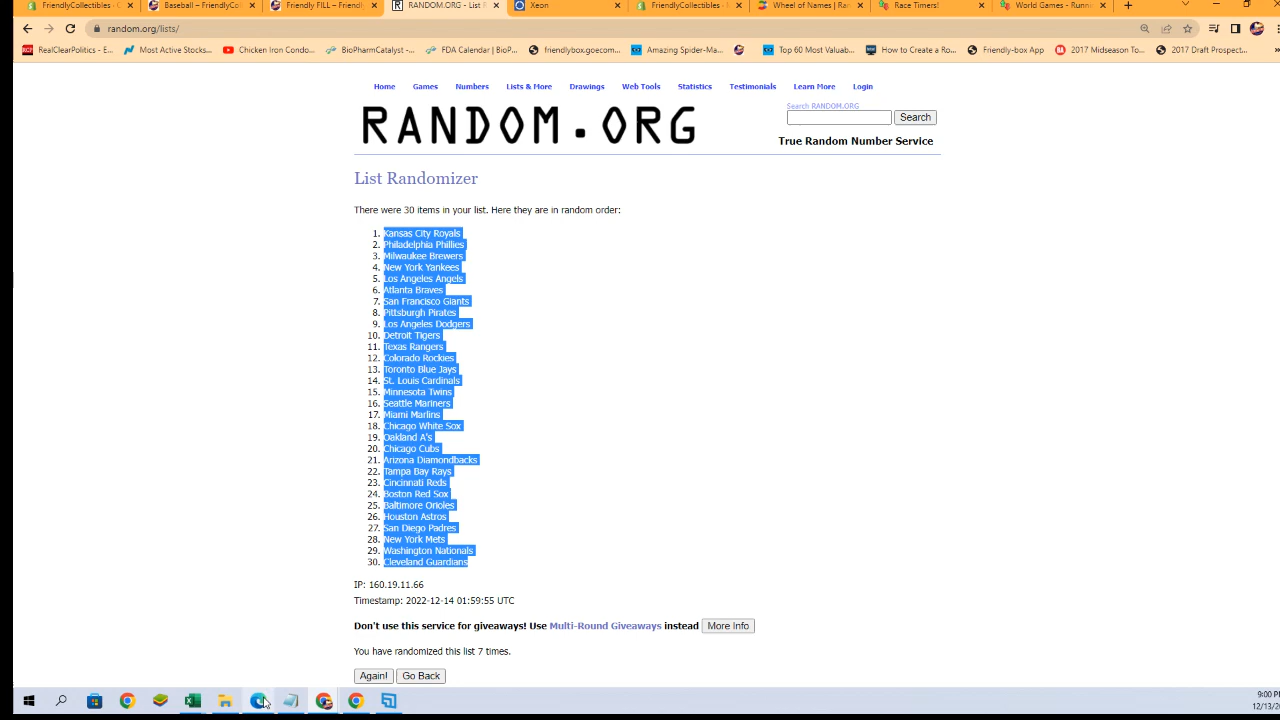 FriendlyCollectibles - C
Baseball – FriendlyCo
Friendly FILL – Friendly
RANDOM.ORG - List R
Xeon
FriendlyCollectibles
Wheel of Names | Ra
Race Timers!
World Games - Runn
random.org/lists/
RealClearPolitics - E...
Most Active Stocks...
Chicken Iron Condo...
BioPharmCatalyst -...
FDA Calendar | BioP...
friendlybox.goecom...
Amazing Spider-Ma...
Top 60 Most Valuab...
How to Create a Ro...
Friendly-box App
2017 Midseason To...
2017 Draft Prospect...
Home Games Numbers Lists & More Drawings Web Tools Statistics Testimonials Learn More Login
RANDOM.ORG
Search RANDOM.ORG
Search
True Random Number Service
List Randomizer
There were 30 items in your list. Here they are in random order:
1. Kansas City Royals
2. Philadelphia Phillies
3. Milwaukee Brewers
4. New York Yankees
5. Los Angeles Angels
6. Atlanta Braves
7. San Francisco Giants
8. Pittsburgh Pirates
9. Los Angeles Dodgers
10. Detroit Tigers
11. Texas Rangers
12. Colorado Rockies
13. Toronto Blue Jays
14. St. Louis Cardinals
15. Minnesota Twins
16. Seattle Mariners
17. Miami Marlins
18. Chicago White Sox
19. Oakland A's
20. Chicago Cubs
21. Arizona Diamondbacks
22. Tampa Bay Rays
23. Cincinnati Reds
24. Boston Red Sox
25. Baltimore Orioles
26. Houston Astros
27. San Diego Padres
28. New York Mets
29. Washington Nationals
30. Cleveland Guardians
IP: 160.19.11.66
Timestamp: 2022-12-14 01:59:55 UTC
Don't use this service for giveaways! Use Multi-Round Giveaways instead More Info
You have randomized this list 7 times.
Again! Go Back
9:00 
12/13/2